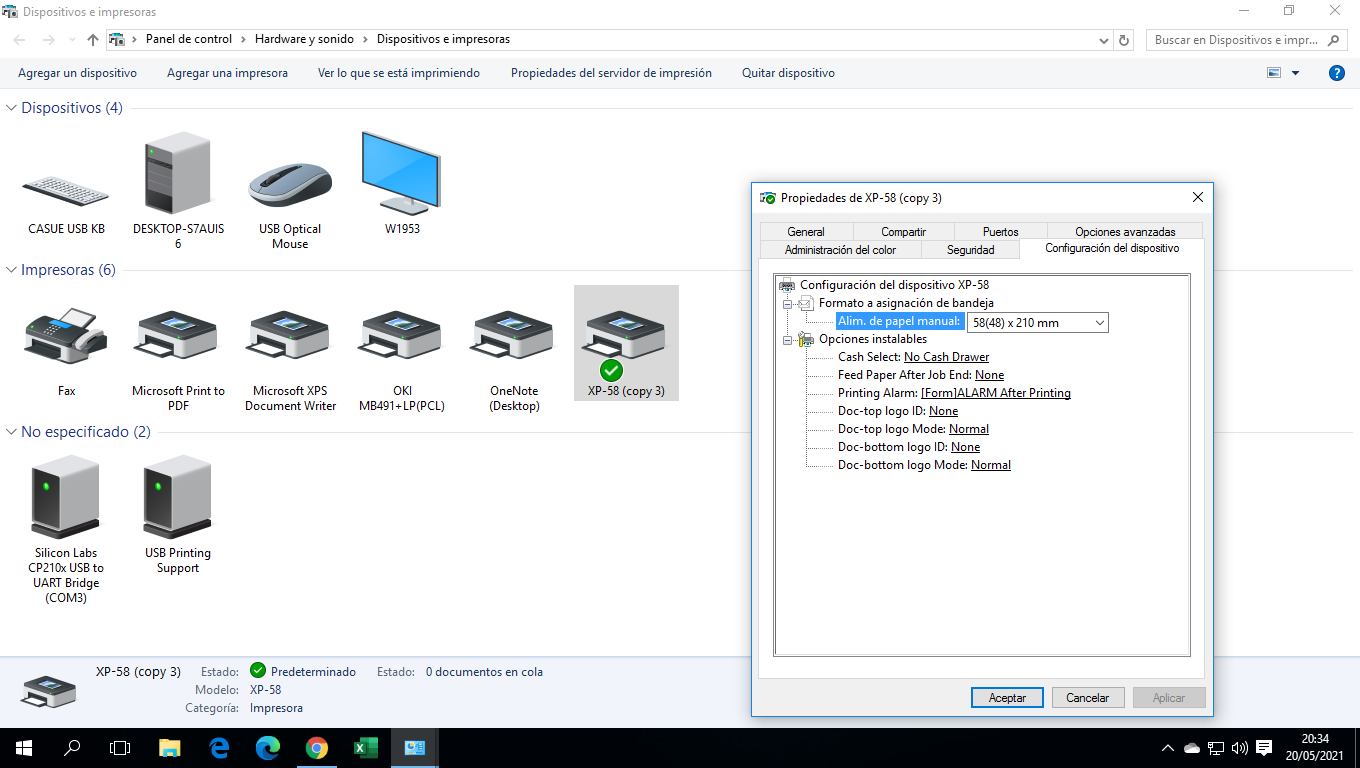 Dispositivos e impresoras
Panel de control > Hardware y sonido > Dispositivos e impresoras
Buscar en Dispositivos e impr...
Agregar un dispositivo Agregar una impresora Ver lo que se está imprimiendo Propiedades del servidor de impresión Quitar dispositivo
Dispositivos (4)
CASUE USB KB
DESKTOP-S7AUIS
6
USB Optical
Mouse
W1953
Impresoras (6)
Fax
Microsoft Print to
PDF
Microsoft XPS
Document Writer
OKI
MB491+LP(PCL)
OneNote
(Desktop)
XP-58 (copy 3)
No especificado (2)
Silicon Labs
CP210x USB to
UART Bridge
(COM3)
USB Printing
Support
Propiedades de XP-58 (copy 3)
General Compartir Puertos Opciones avanzadas
Administración del color Seguridad Configuración del dispositivo
Configuración del dispositivo XP-58
Formato a asignación de bandeja
Alim. de papel manual: 58(48) x 210 mm
Opciones instalables
Cash Select: No Cash Drawer
Feed Paper After Job End: None
Printing Alarm: [Form]ALARM After Printing
Doc-top logo ID: None
Doc-top logo Mode: Normal
Doc-bottom logo ID: None
Doc-bottom logo Mode: Normal
Aceptar Cancelar Aplicar
XP-58 (copy 3) Estado: Predeterminado Estado: 0 documentos en cola
Modelo: XP-58
Categoría: Impresora
20:34
20/05/2021